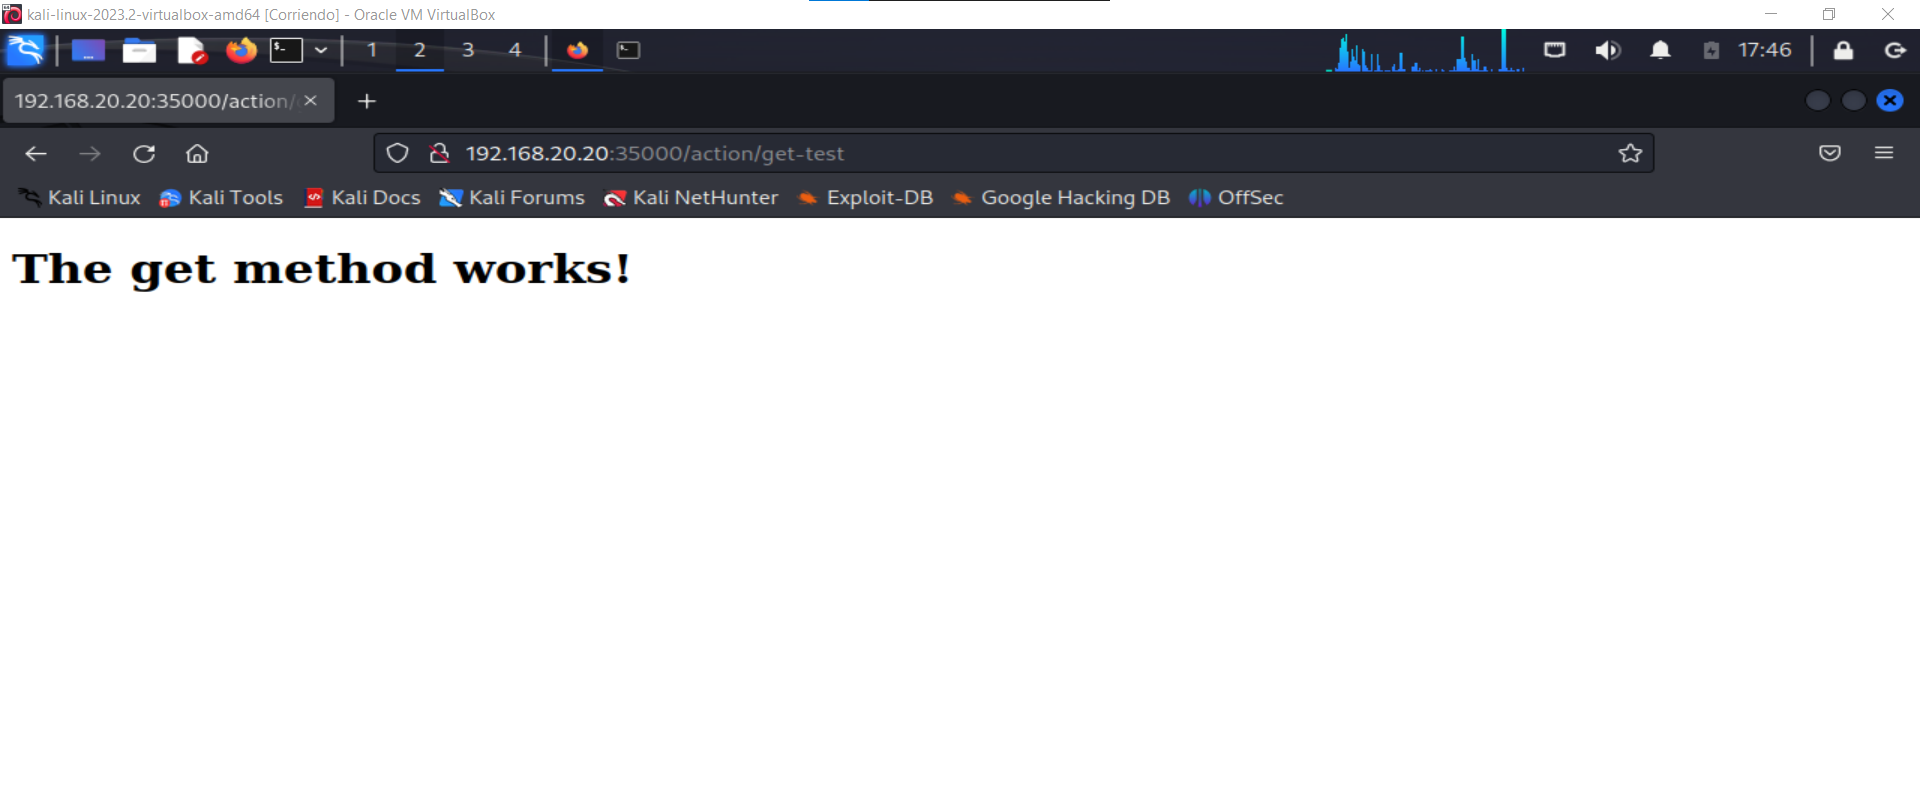 kali-linux-2023.2-virtualbox-amd64 [Corriendo] - Oracle VM VirtualBox
1 2 3 4 17:46
192.168.20.20:35000/action/
192.168.20.20:35000/action/get-test
Kali Linux Kali Tools Kali Docs Kali Forums Kali NetHunter Exploit-DB Google Hacking DB OffSec
The get method works!